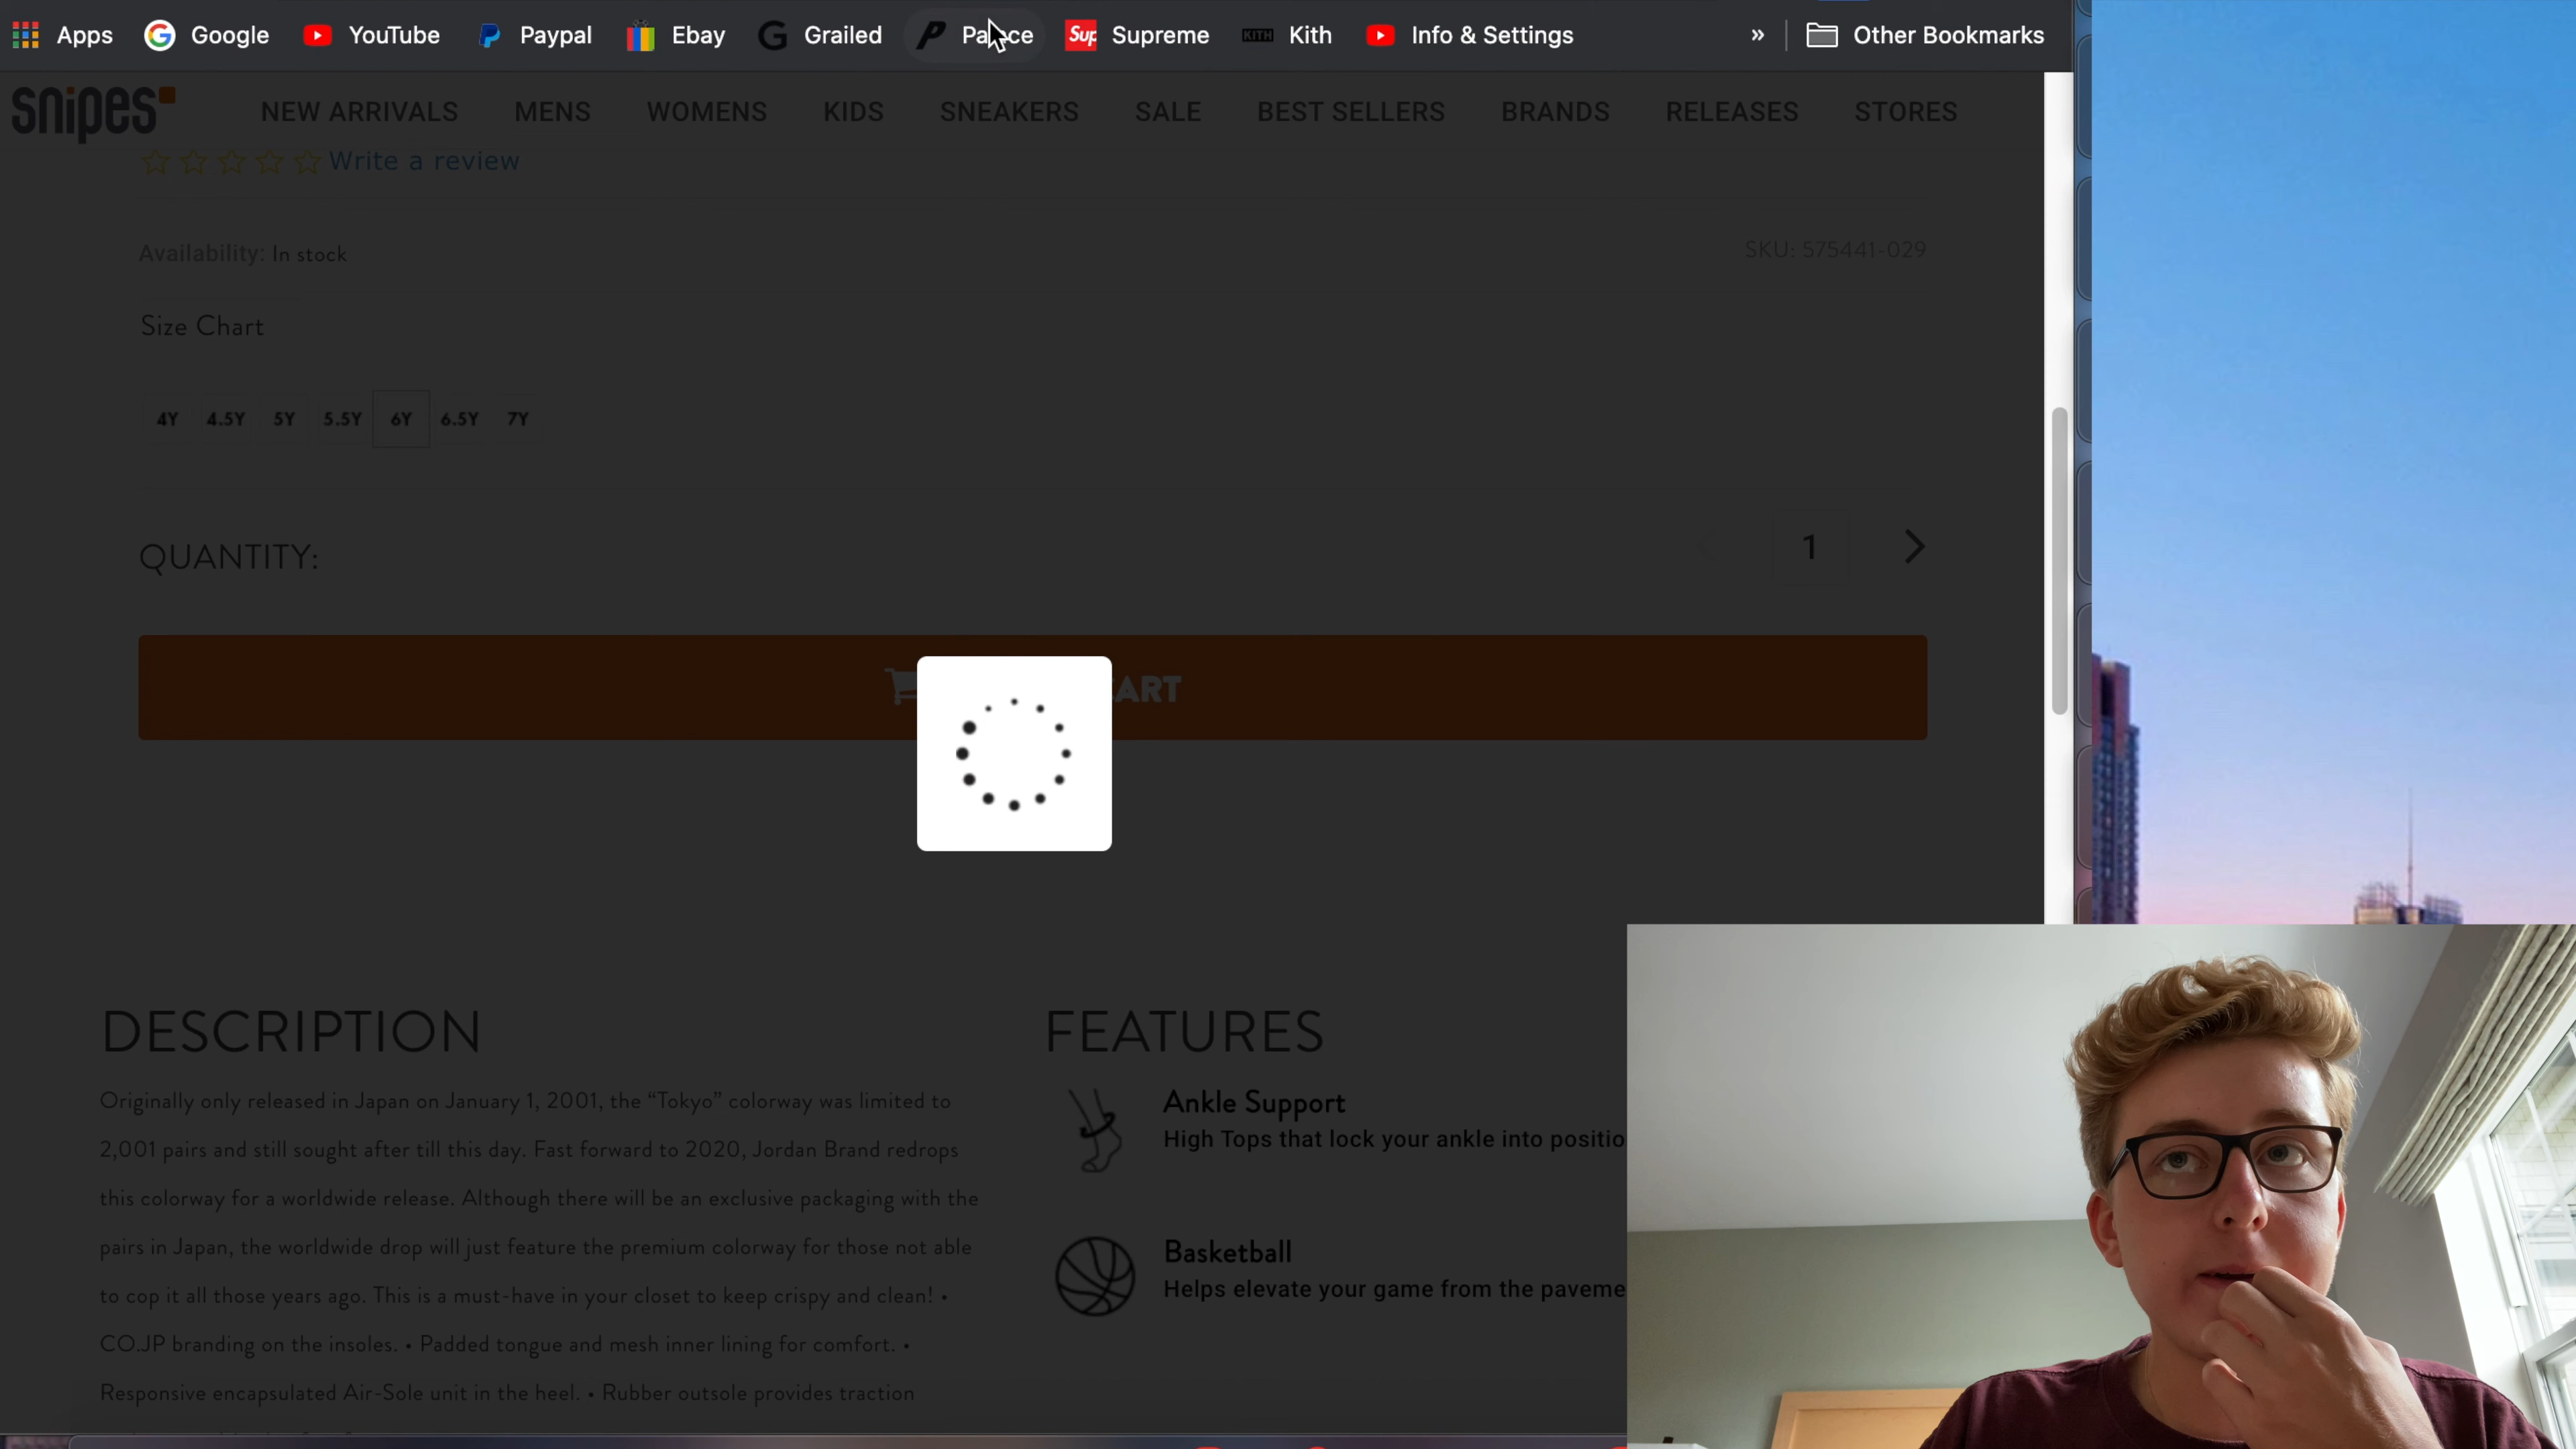 Apps Google YouTube Paypal Ebay Grailed Supreme Kith Info & Settings » Other Bookmarks
snipes NEW ARRIVALS MENS WOMENS KIDS SNEAKERS SALE BEST SELLERS BRANDS RELEASES STORES
Write a review
Availability: In stock SKU: 575441-029
Size Chart
4Y 4.5Y 5Y 5.5Y 6Y 6.5Y 7Y
QUANTITY: 1
DESCRIPTION
Originally only released in Japan on January 1, 2001, the “Tokyo” colorway was limited to
2,001 pairs and still sought after till this day. Fast forward to 2020, Jordan Brand redrops
this colorway for a worldwide release. Although there will be an exclusive packaging with the
pairs in Japan, the worldwide drop will just feature the premium colorway for those not able
to cop it all those years ago. This is a must-have in your closet to keep crispy and clean! •
CO.JP branding on the insoles. • Padded tongue and mesh inner lining for comfort. •
Responsive encapsulated Air-Sole unit in the heel. • Rubber outsole provides traction
FEATURES
Ankle Support
High Tops that lock your ankle into positio
Basketball
Helps elevate your game from the paveme